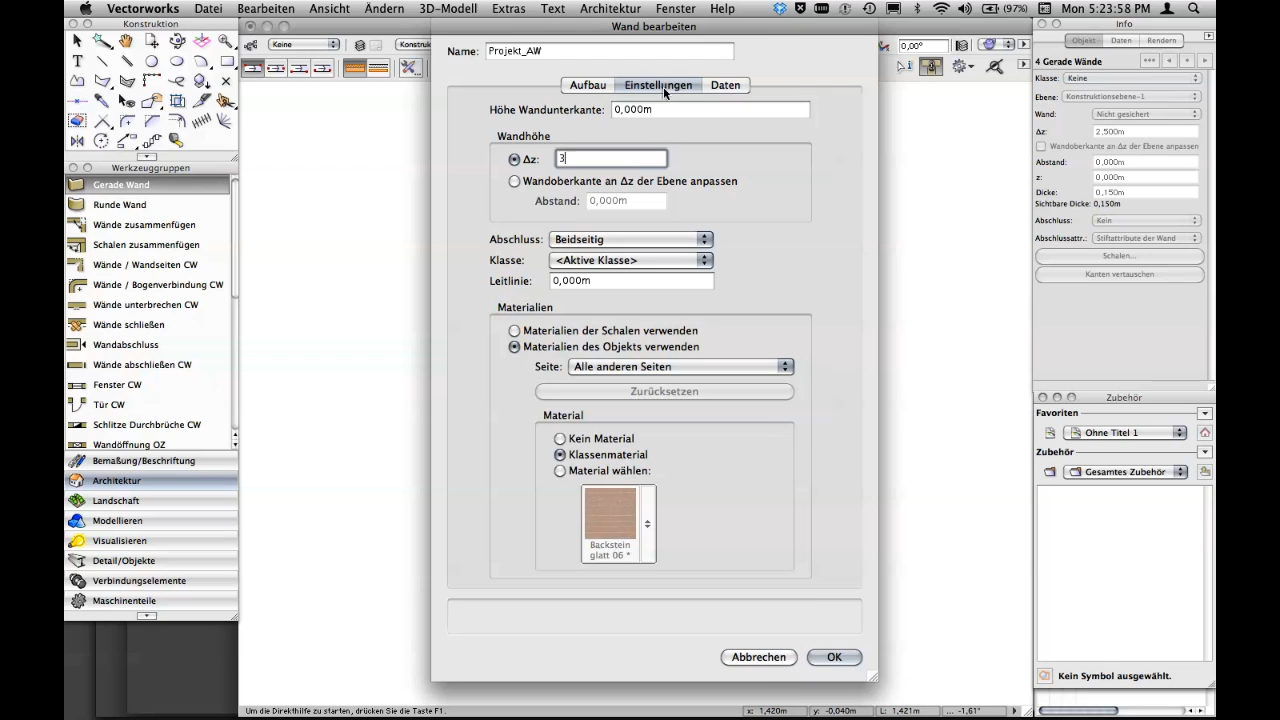 Vectorworks Datei Bearbeiten Ansicht Ändern 3D-Modell Extras Text Architektur Fenster Help (97%) Mon 5:23:58 PM
Konstruktion
Wand bearbeiten
Info
Keine
Konstruk
Name: Projekt_AW
0,00°
Objekt Daten Rendern
4 Gerade Wände
Klasse: Keine
Ebene: Konstruktionsebene-1
Wand: Nicht gesichert
Δz: 2,500m
Wandoberkante an Δz der Ebene anpassen
Abstand: 0,000m
z: 0,000m
Dicke: 0,150m
Sichtbare Dicke: 0,150m
Abschluss: Kein
Abschlussattr.: Stiftattribute der Wand
Schalen...
Kanten vertauschen
Aufbau Einstellungen Daten
Höhe Wandunterkante: 0,000m
Wandhöhe
Δz: 3
Wandoberkante an Δz der Ebene anpassen
Abstand: 0,000m
Abschluss: Beidseitig
Klasse: <Aktive Klasse>
Leitlinie: 0,000m
Materialien
Materialien der Schalen verwenden
Materialien des Objekts verwenden
Seite: Alle anderen Seiten
Zurücksetzen
Material
Kein Material
Klassenmaterial
Material wählen:
Backstein
glatt 06 *
Abbrechen OK
Werkzeuggruppen
Gerade Wand
Runde Wand
Wände zusammenfügen
Schalen zusammenfügen
Wände / Wandseiten CW
Wände / Bogenverbindung CW
Wände unterbrechen CW
Wände schließen
Wandabschluss
Wände abschließen CW
Fenster CW
Tür CW
Schlitze Durchbrüche CW
Wandöffnung OZ
Bemaßung/Beschriftung
Architektur
Landschaft
Modellieren
Visualisieren
Detail/Objekte
Verbindungselemente
Maschinenteile
Zubehör
Favoriten
Ohne Titel 1
Zubehör
Gesamtes Zubehör
Kein Symbol ausgewählt.
Um die Direkthilfe zu starten, drücken Sie die Taste F1.
x: 1,420m y: -0,040m L: 1,421m ...-1,61°